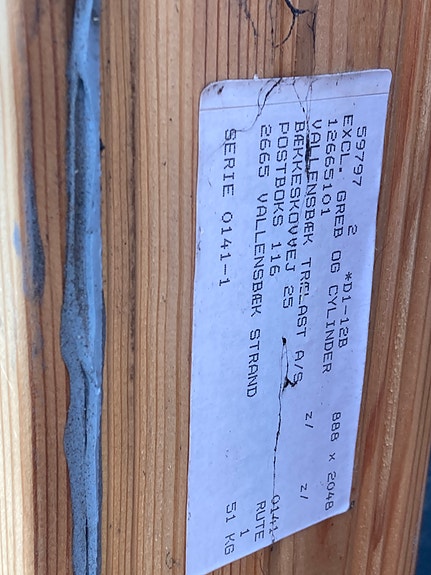 59797 2 *D1-12B 888 x 2048
EXCL. GREB OG CYLINDER
12665101 z/ z/
VALLENSBÆK TRÆLAST A/S
BÆKKESKOVVEJ 25
POSTBOKS 116 0141-
2665 VALLENSBÆK STRAND RUTE
1
SERIE 0141-1 51 KG